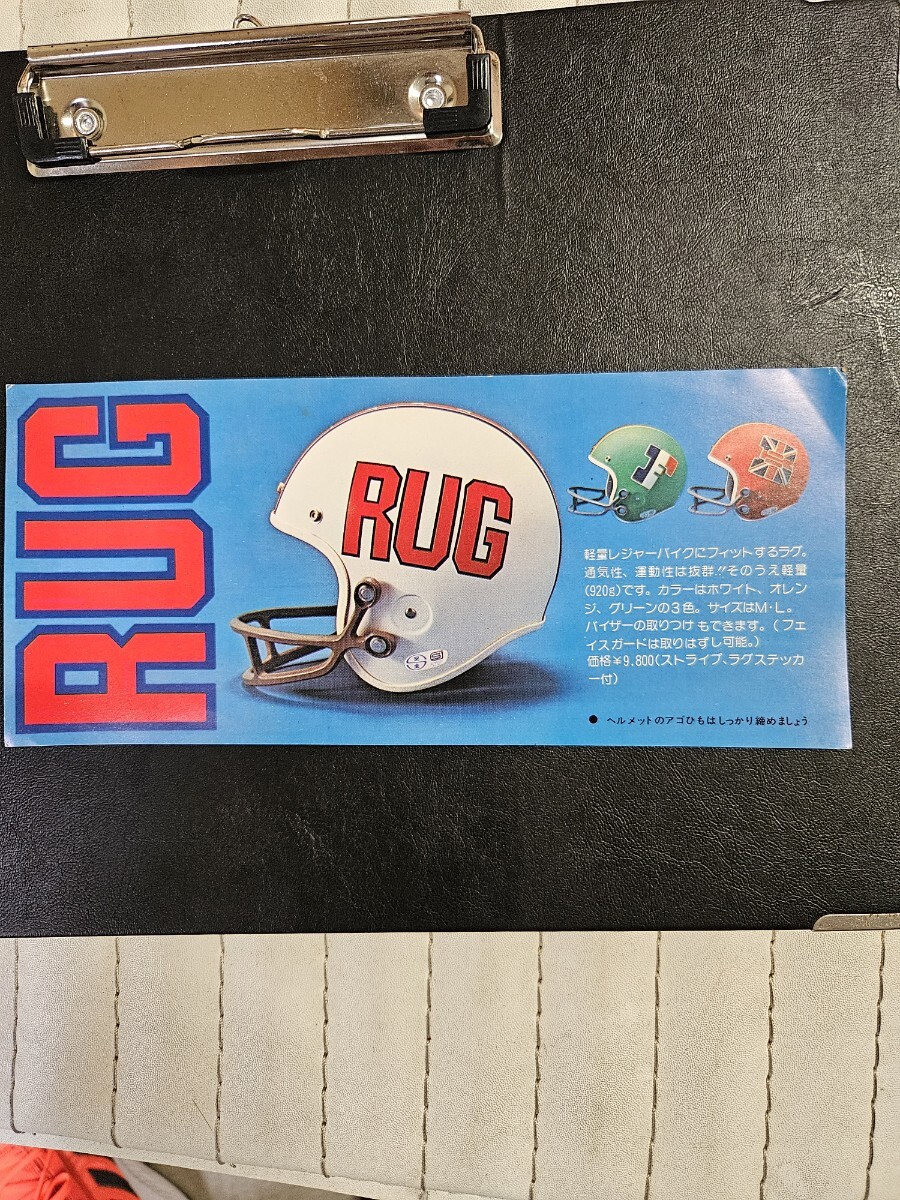 RUG
RUG
軽量レジャーバイクにフィットするラグ。
通気性、運動性は抜群〃そのうえ軽量
(920g)です。カラーはホワイト、オレン
ジ、グリーンの3色。サイズはM・L。
バイザーの取りつけもできます。(フェ
イスガードは取りはずし可能。)
価格¥9.800(ストライプ、ラグステッカ
ー付)
● ヘルメットのアゴひもはしっかり締めましょう